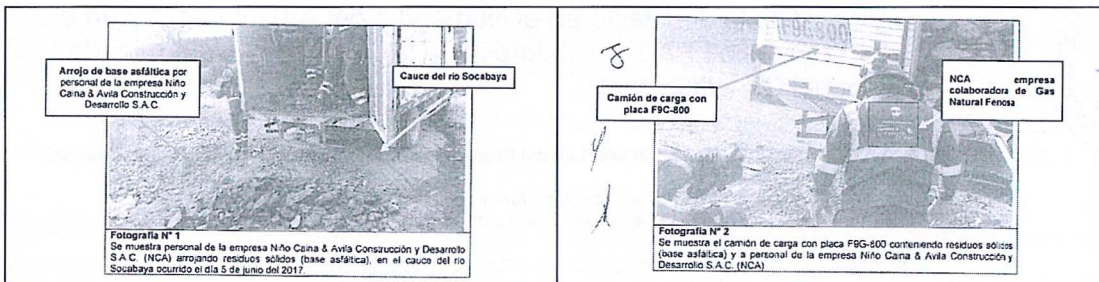 Arrojo de base asfáltica por
personal de la empresa Niño
Caina & Avila Construcción y
Desarrollo S.A.C.
Cauce del río Socabaya
Fotografía N° 1
Se muestra personal de la empresa Niño Caina & Avila Construcción y Desarrollo
S.A.C. (NCA) arrojando residuos sólidos (base asfáltica), en el cauce del río
Socabaya ocurrido el día 5 de junio del 2017.
F9G800
Camión de carga con
placa F9C-800
NCA empresa
colaboradora de Gas
Natural Fenosa
Fotografía N° 2
Se muestra el camión de carga con placa F9G-800 conteniendo residuos sólidos
(base asfáltica) y a personal de la empresa Niño Caina & Avila Construcción y
Desarrollo S.A.C. (NCA)